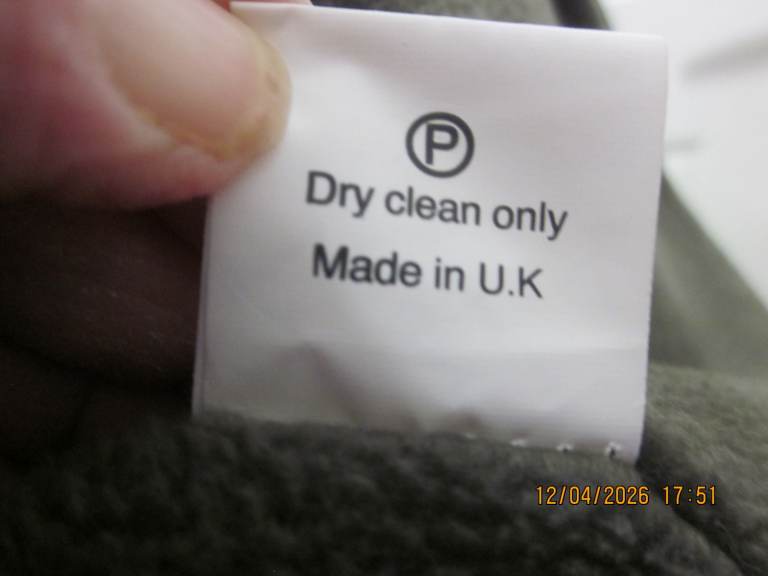 P
Dry clean only
Made in U.K
12/04/2026 17:51